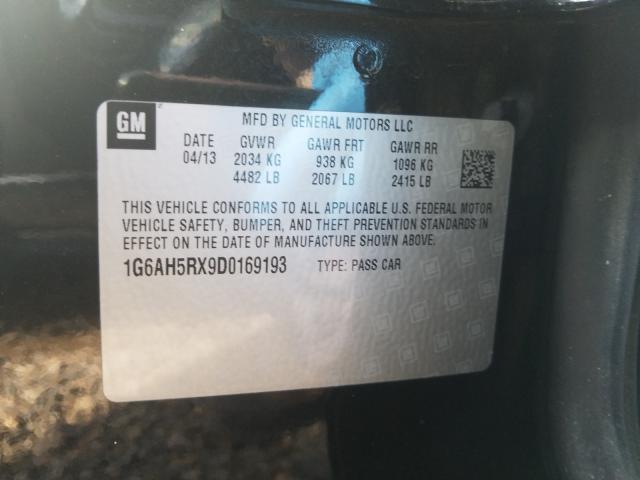 GM
MFD BY GENERAL MOTORS LLC
DATE GVWR GAWR FRT GAWR RR
04/13 2034 KG 938 KG 1096 KG
4482 LB 2067 LB 2415 LB
THIS VEHICLE CONFORMS TO ALL APPLICABLE U.S. FEDERAL MOTOR
VEHICLE SAFETY, BUMPER, AND THEFT PREVENTION STANDARDS IN
EFFECT ON THE DATE OF MANUFACTURE SHOWN ABOVE.
1G6AH5RX9D0169193 TYPE: PASS CAR